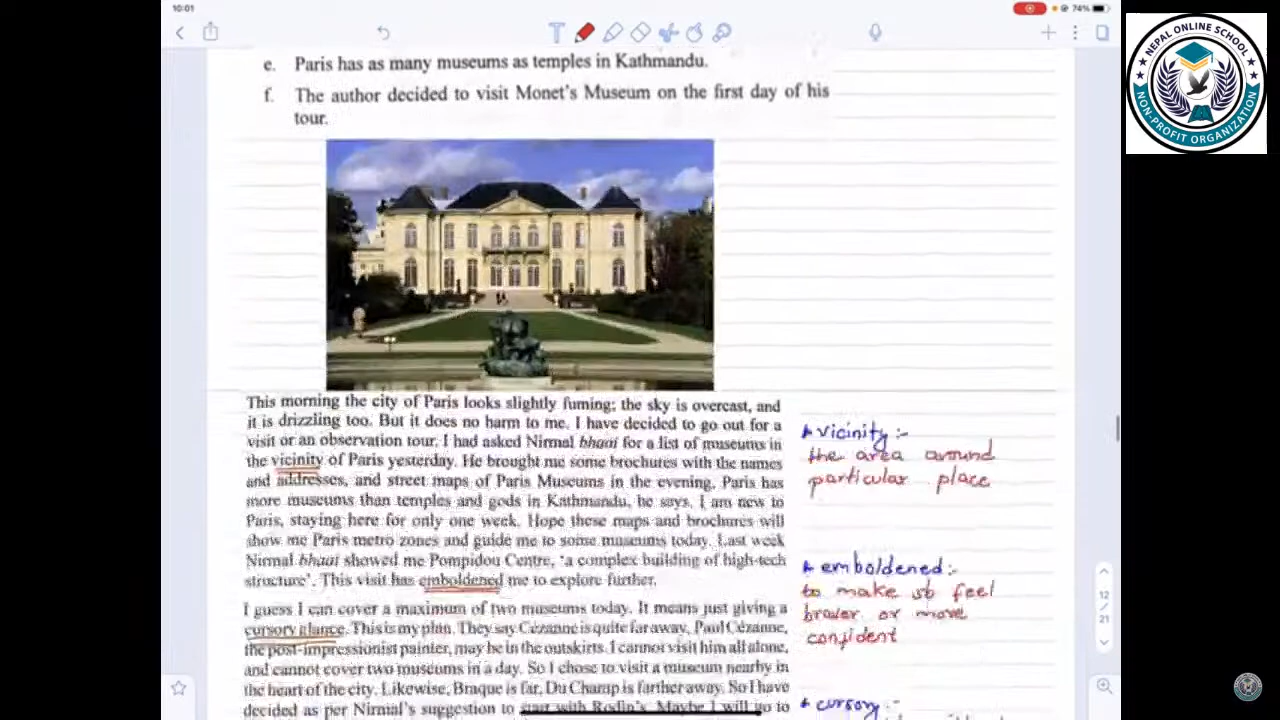 10:01
74%
NEPAL ONLINE SCHOOL
NON-PROFIT ORGANIZATION
e. Paris has as many museums as temples in Kathmandu.
f. The author decided to visit Monet's Museum on the first day of his
tour.
This morning the city of Paris looks slightly fuming; the sky is overcast, and
it is drizzling too. But it does no harm to me. I have decided to go out for a
visit or an observation tour. I had asked Nirmal bhaai for a list of museums in
the vicinity of Paris yesterday. He brought me some brochures with the names
and addresses, and street maps of Paris Museums in the evening. Paris has
more museums than temples and gods in Kathmandu, he says. I am new to
Paris, staying here for only one week. Hope these maps and brochures will
show me Paris metro zones and guide me to some museums today. Last week
Nirmal bhaai showed me Pompidou Centre, 'a complex building of high-tech
structure'. This visit has emboldened me to explore further.
I guess I can cover a maximum of two museums today. It means just giving a
cursory glance. This is my plan. They say Cézanne is quite far away, Paul Cézanne,
the post-impressionist painter, may be in the outskirts. I cannot visit him all alone,
and cannot cover two museums in a day. So I chose to visit a museum nearby in
the heart of the city. Likewise, Braque is far, Du Champ is farther away. So I have
decided as per Nirmal's suggestion to start with Rodin's. Maybe I will go to
vicinity :-
the area around
particular place
emboldened :-
to make sb feel
braver or more
confident
cursory :-
12
/
21